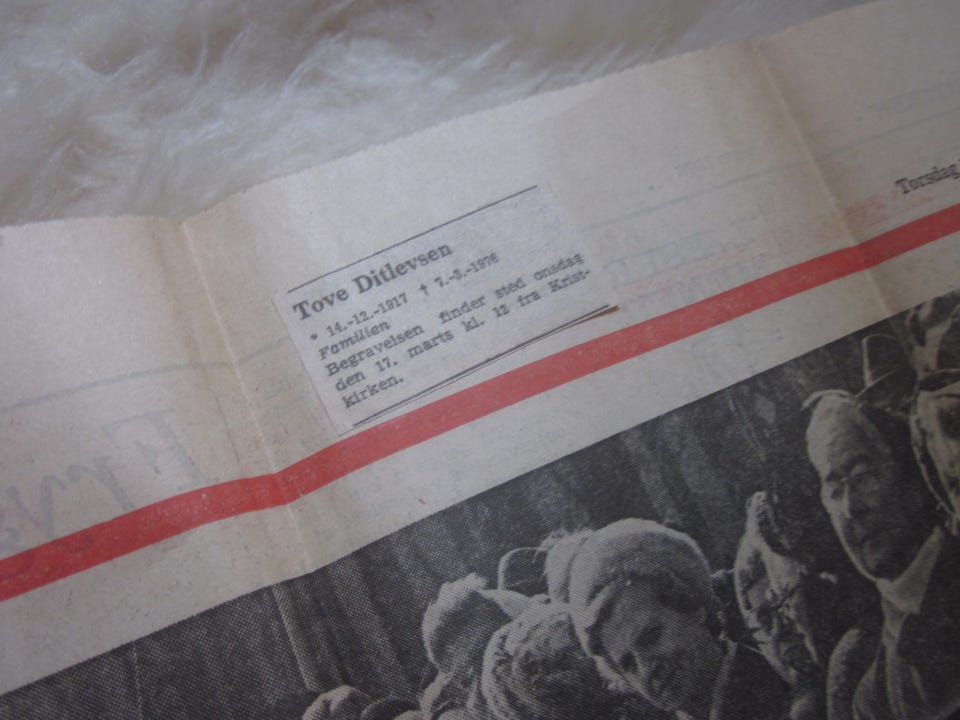 Torsdag
Tove Ditlevsen
* 14.-12.-1917 † 7.-3.-1976
Familien
Begravelsen finder sted onsdag
den 17. marts kl. 12 fra Krist-
kirken.